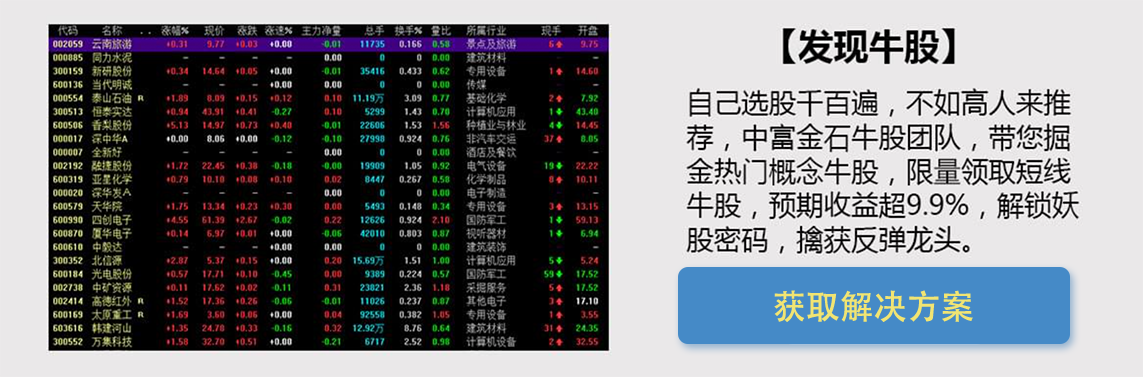 代码 名称 .. 涨幅% 现价 涨跌 涨速% 主力净量 总手 换手% 量比 所属行业 现手 开盘
002059 云南旅游 +0.31 9.77 +0.03 +0.00 -0.01 11735 0.166 0.58 景点及旅游 6 9.75
000885 同力水泥 — — — — 0.00 0 0.00 0.00 建筑材料 — —
300159 新研股份 +0.34 14.64 +0.05 +0.00 -0.01 35416 0.433 0.62 专用设备 1 14.60
600136 当代明诚 — — — — 0.00 0 0.00 0.00 传媒 — —
000554 泰山石油 R +1.89 8.09 +0.15 +0.12 0.10 11.19万 3.09 0.77 基础化学 2 7.92
300513 恒泰实达 +0.94 43.91 +0.41 -0.27 0.10 5299 1.43 0.70 计算机应用 1 43.40
600506 香梨股份 +5.13 14.97 +0.73 +0.40 -0.01 22606 1.53 1.56 种植业与林业 4 14.45
000017 深中华A +0.00 8.06 +0.00 -0.12 -0.10 27998 0.924 0.76 非汽车交运 37 8.05
000007 全新好 — — — — 0.00 0 0.00 0.00 酒店及餐饮 — —
002192 融捷股份 +1.72 22.45 +0.38 -0.18 -0.00 19909 1.05 0.92 电气设备 19 22.22
600319 亚星化学 +0.79 10.18 +0.08 +0.10 0.02 8447 0.267 0.58 化学制品 8 10.11
000020 深华发A — — — — 0.00 0 0.00 0.00 电子制造 — —
600579 天华院 +1.75 13.34 +0.23 +0.30 0.00 5493 0.148 0.34 专用设备 3 13.15
600990 四创电子 +4.55 61.39 +2.67 -0.02 0.22 12626 0.924 2.10 国防军工 1 59.13
600870 厦华电子 +0.14 6.97 +0.01 +0.00 -0.06 42010 0.803 0.87 视听器材 1 6.94
600610 中毅达 — — — — 0.00 0 0.00 0.00 建筑装饰 — —
300352 北信源 +2.87 5.37 +0.15 +0.00 0.20 15.69万 1.51 1.00 计算机应用 5 5.24
600184 光电股份 +0.57 17.71 +0.10 -0.45 0.00 9389 0.224 0.57 国防军工 59 17.52
002738 中矿资源 +0.11 17.62 +0.02 -0.11 0.31 23821 2.36 1.18 采掘服务 5 17.52
002414 高德红外 R +1.52 17.36 +0.26 -0.06 -0.01 11026 0.237 0.87 其他电子 3 17.10
600169 太原重工 R +1.69 3.60 +0.06 +0.00 0.04 92558 0.382 1.05 专用设备 1 3.55
603616 韩建河山 +1.35 24.78 +0.33 -0.16 0.32 12.92万 8.76 0.64 建筑材料 31 24.35
300552 万集科技 +1.58 32.70 +0.51 +0.00 -0.21 6717 2.52 0.98 计算机设备 2 32.55
【发现牛股】
自己选股千百遍，不如高人来推
荐，中富金石牛股团队，带您掘
金热门概念牛股，限量领取短线
牛股，预期收益超9.9%，解锁妖
股密码，擒获反弹龙头。
获取解决方案